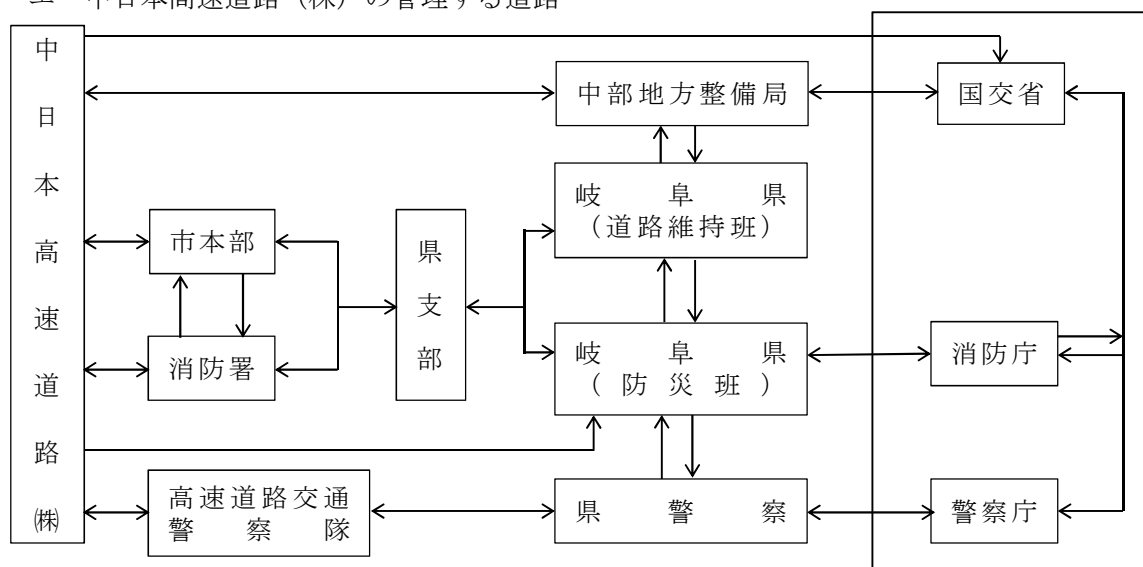 中日本高速道路（株）の管理する道路
中日本高速道路㈱
中部地方整備局
国交省
岐阜県
（道路維持班）
市本部
県支部
消防署
岐阜県
（防災班）
消防庁
高速道路交通
警察隊
県警察
警察庁